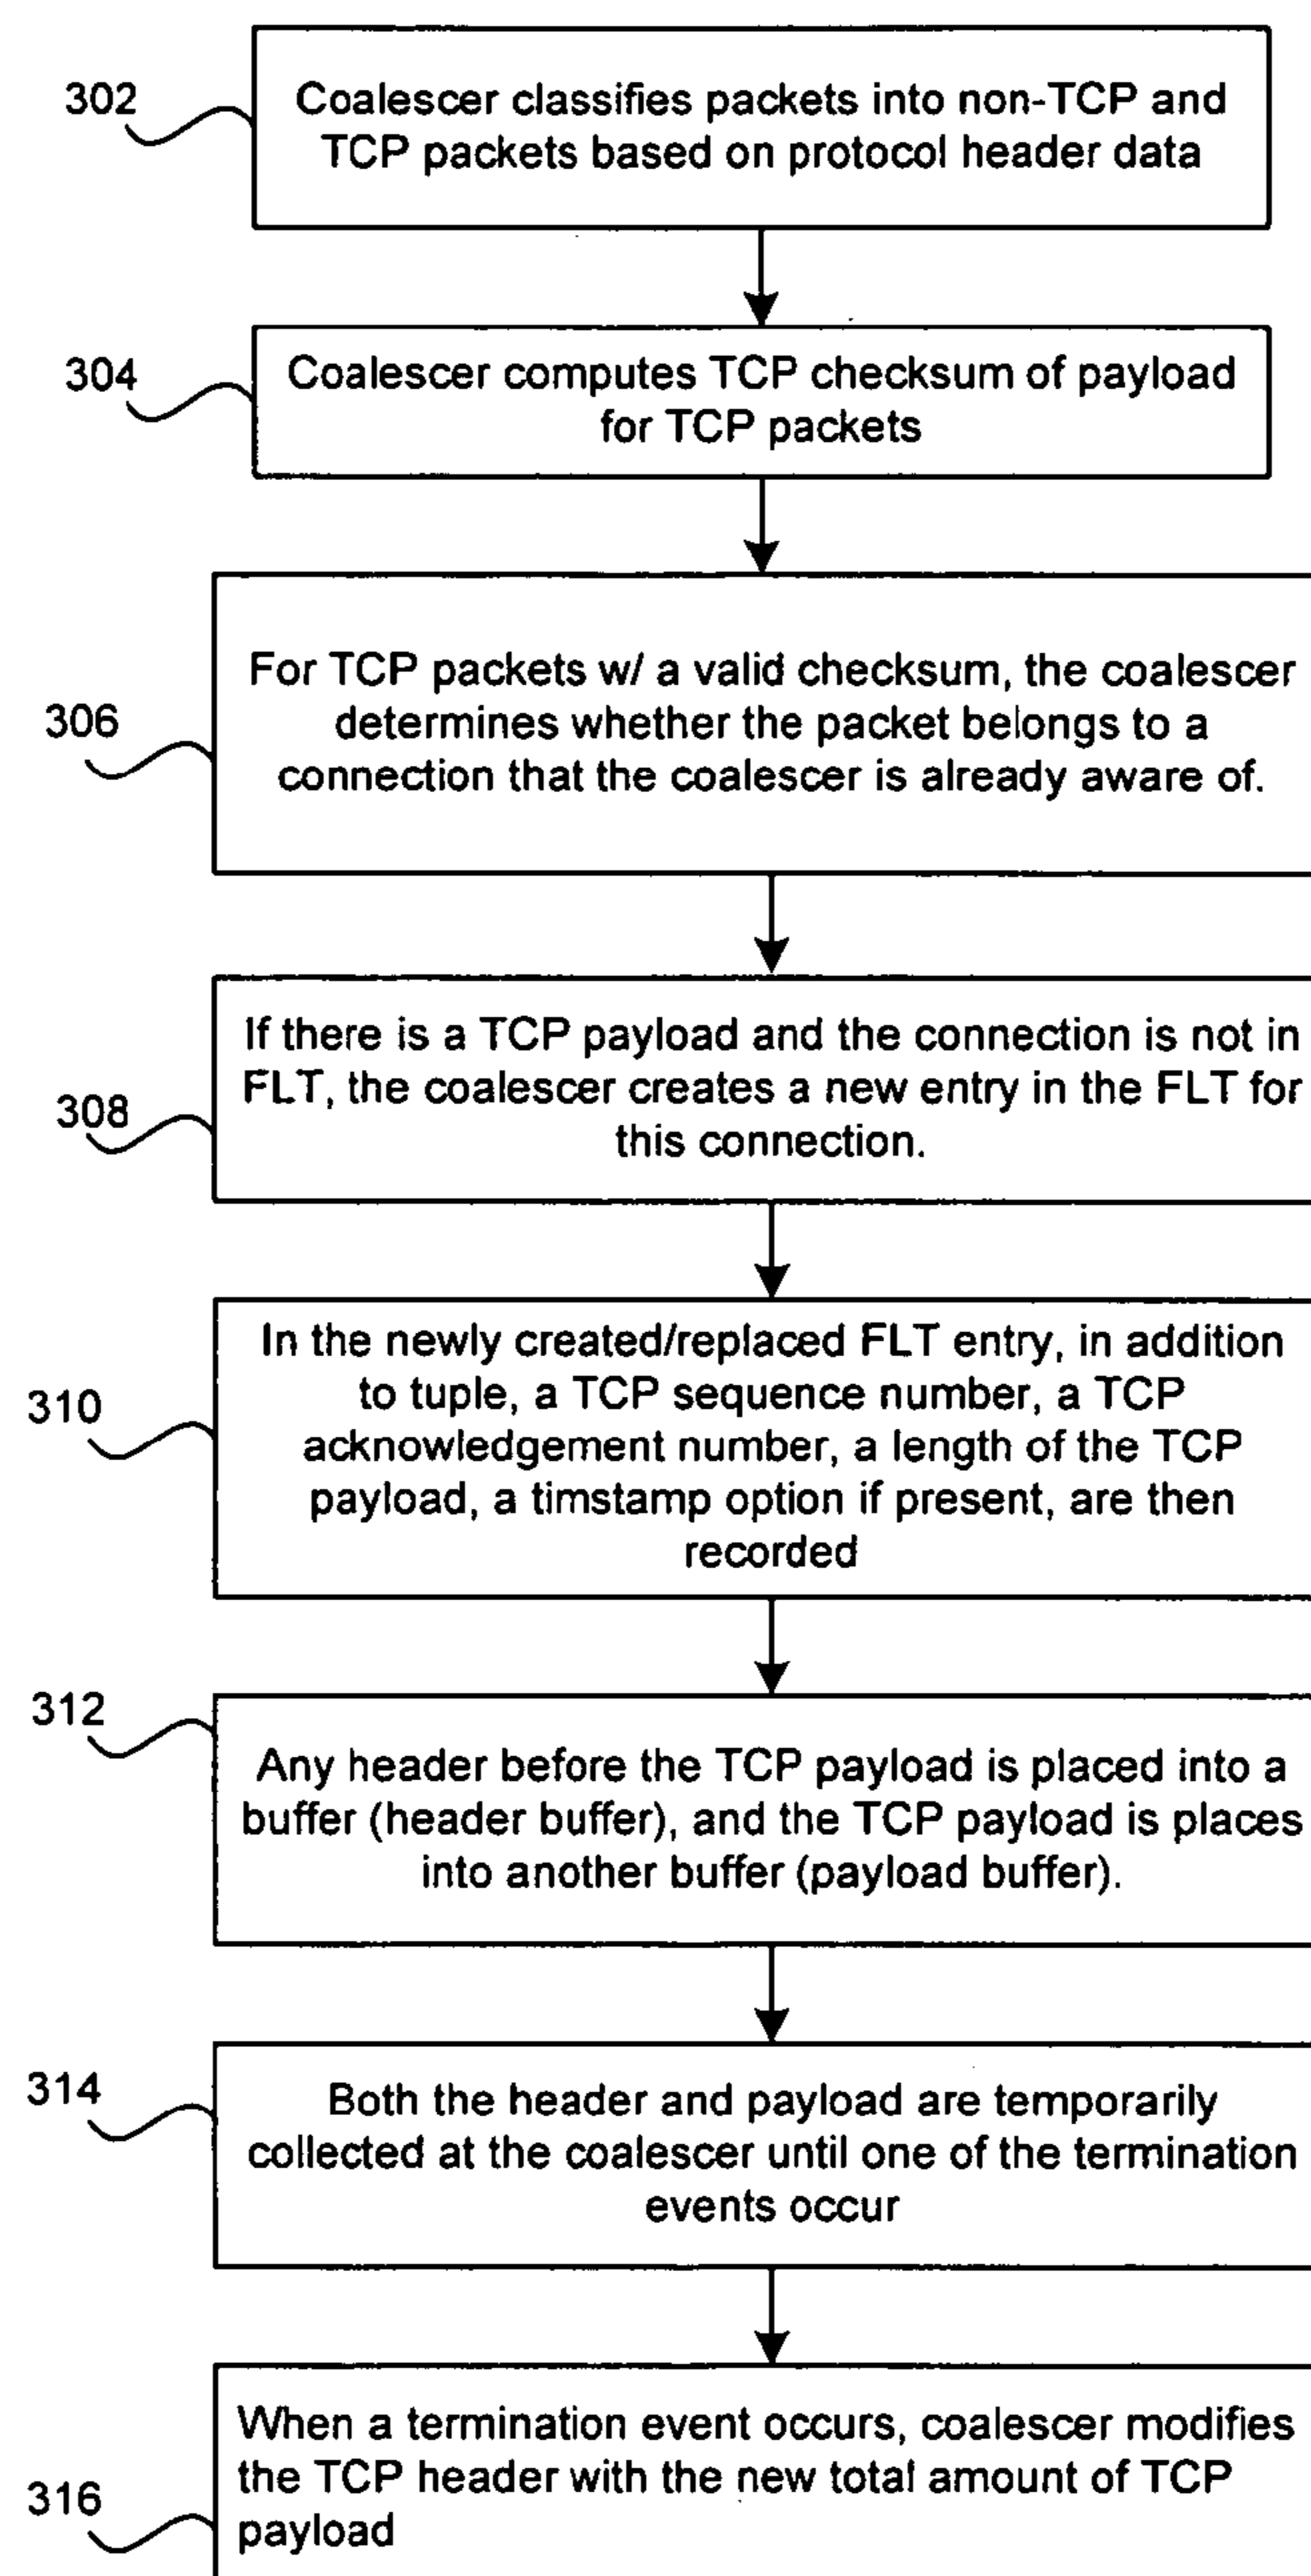 302
Coalescer classifies packets into non-TCP and
TCP packets based on protocol header data
304
Coalescer computes TCP checksum of payload
for TCP packets
306
For TCP packets w/ a valid checksum, the coalescer
determines whether the packet belongs to a
connection that the coalescer is already aware of.
308
If there is a TCP payload and the connection is not in
FLT, the coalescer creates a new entry in the FLT for
this connection.
310
In the newly created/replaced FLT entry, in addition
to tuple, a TCP sequence number, a TCP
acknowledgement number, a length of the TCP
payload, a timstamp option if present, are then
recorded
312
Any header before the TCP payload is placed into a
buffer (header buffer), and the TCP payload is places
into another buffer (payload buffer).
314
Both the header and payload are temporarily
collected at the coalescer until one of the termination
events occur
316
When a termination event occurs, coalescer modifies
the TCP header with the new total amount of TCP
payload